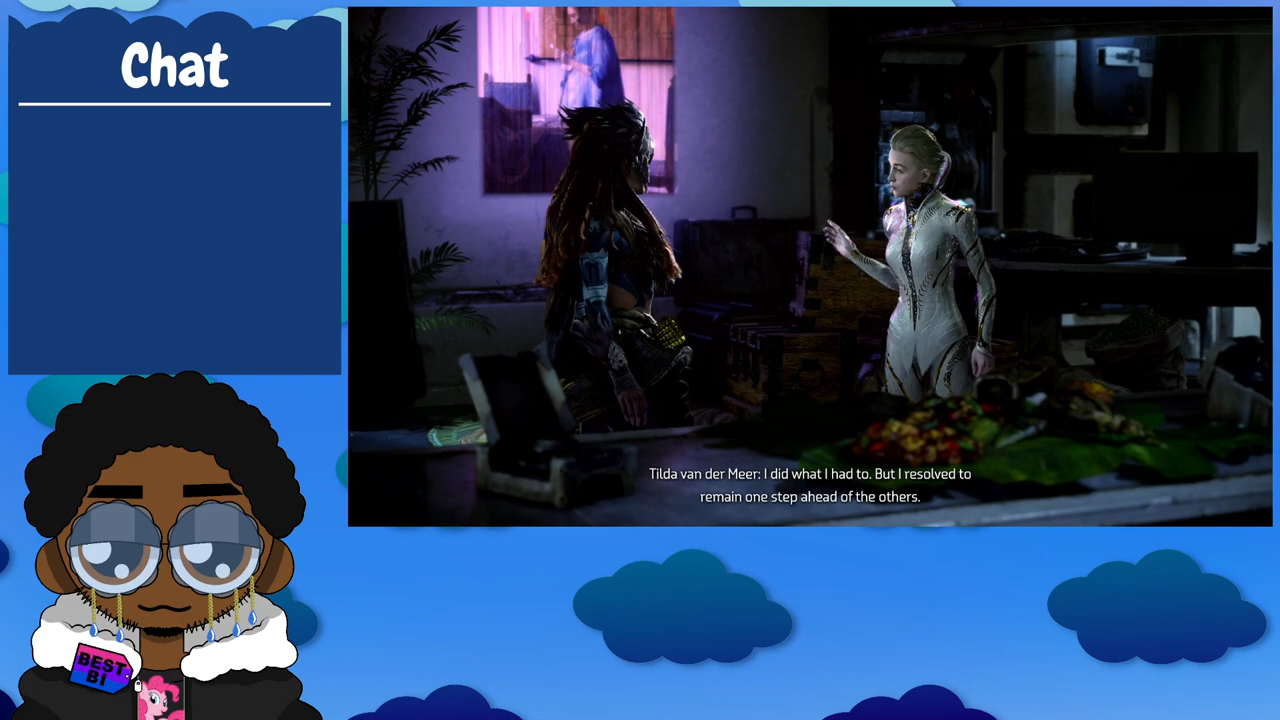 Chat
Tilda van der Meer: I did what I had to. But I resolved to
remain one step ahead of the others.
BEST
BI